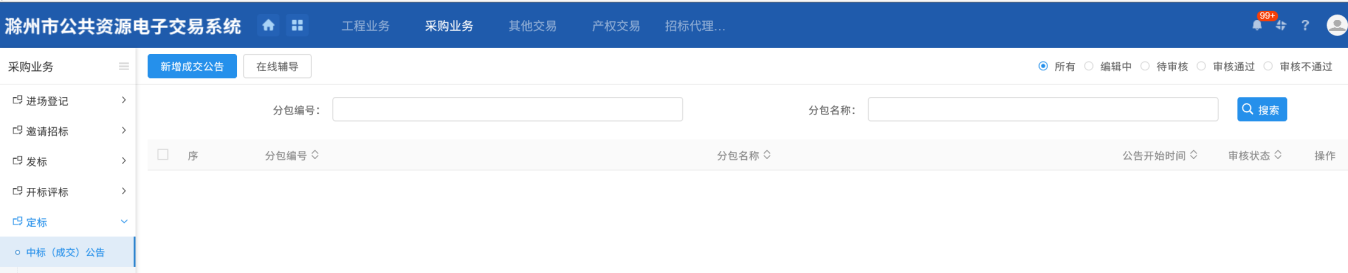 滁州市公共资源电子交易系统 工程业务 采购业务 其他交易 产权交易 招标代理... 99+ ?
采购业务 新增成交公告 在线辅导 所有 编辑中 待审核 审核通过 审核不通过
进场登记
分包编号： 分包名称： 搜索
邀请招标
序 分包编号 分包名称 公告开始时间 审核状态 操作
发标
开标评标
定标
中标（成交）公告